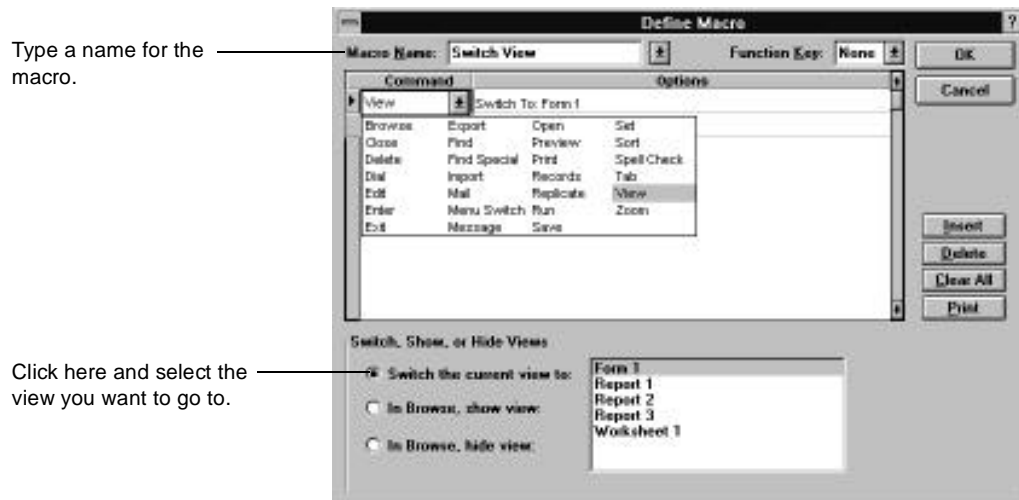 Define Macro
?
Type a name for the
macro.
Macro Name: Switch View Function Key: None OK
Cancel
Command Options
View Switch To: Form 1
Browse Export Open Set
Close Find Preview Sort
Delete Find Special Print Spell Check
Dial Import Records Tab
Edit Mail Replicate View
Enter Menu Switch Run Zoom
Exit Message Save
Insert
Delete
Clear All
Print
Switch, Show, or Hide Views
Click here and select the
view you want to go to.
Switch the current view to:
In Browse, show view:
In Browse, hide view:
Form 1
Report 1
Report 2
Report 3
Worksheet 1